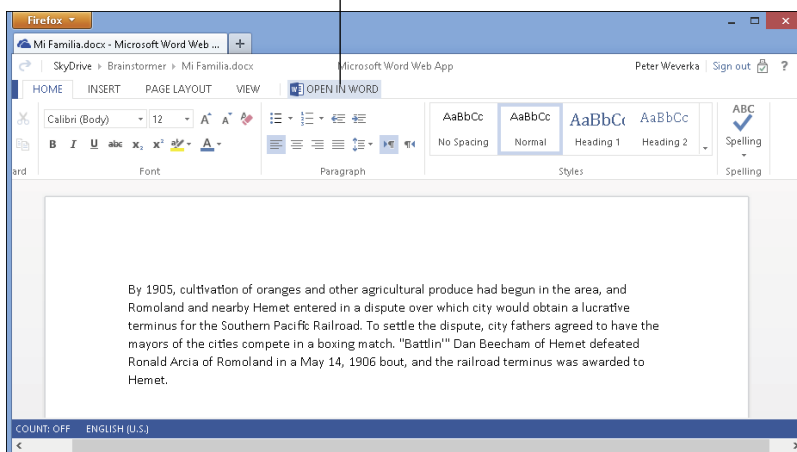 Firefox
Mi Familia.docx - Microsoft Word Web ...
SkyDrive ▸ Brainstormer ▸ Mi Familia.docx Microsoft Word Web App Peter Weverka Sign out ?
HOME INSERT PAGE LAYOUT VIEW OPEN IN WORD
Calibri (Body) 12 A A AaBbCc AaBbCc AaBbCc AaBbCc ABC
B I U abc x₂ x² ab A No Spacing Normal Heading 1 Heading 2 Spelling
ard Font Paragraph Styles Spelling
By 1905, cultivation of oranges and other agricultural produce had begun in the area, and
Romoland and nearby Hemet entered in a dispute over which city would obtain a lucrative
terminus for the Southern Pacific Railroad. To settle the dispute, city fathers agreed to have the
mayors of the cities compete in a boxing match. "Battlin'" Dan Beecham of Hemet defeated
Ronald Arcia of Romoland in a May 14, 1906 bout, and the railroad terminus was awarded to
Hemet.
COUNT: OFF ENGLISH (U.S.)